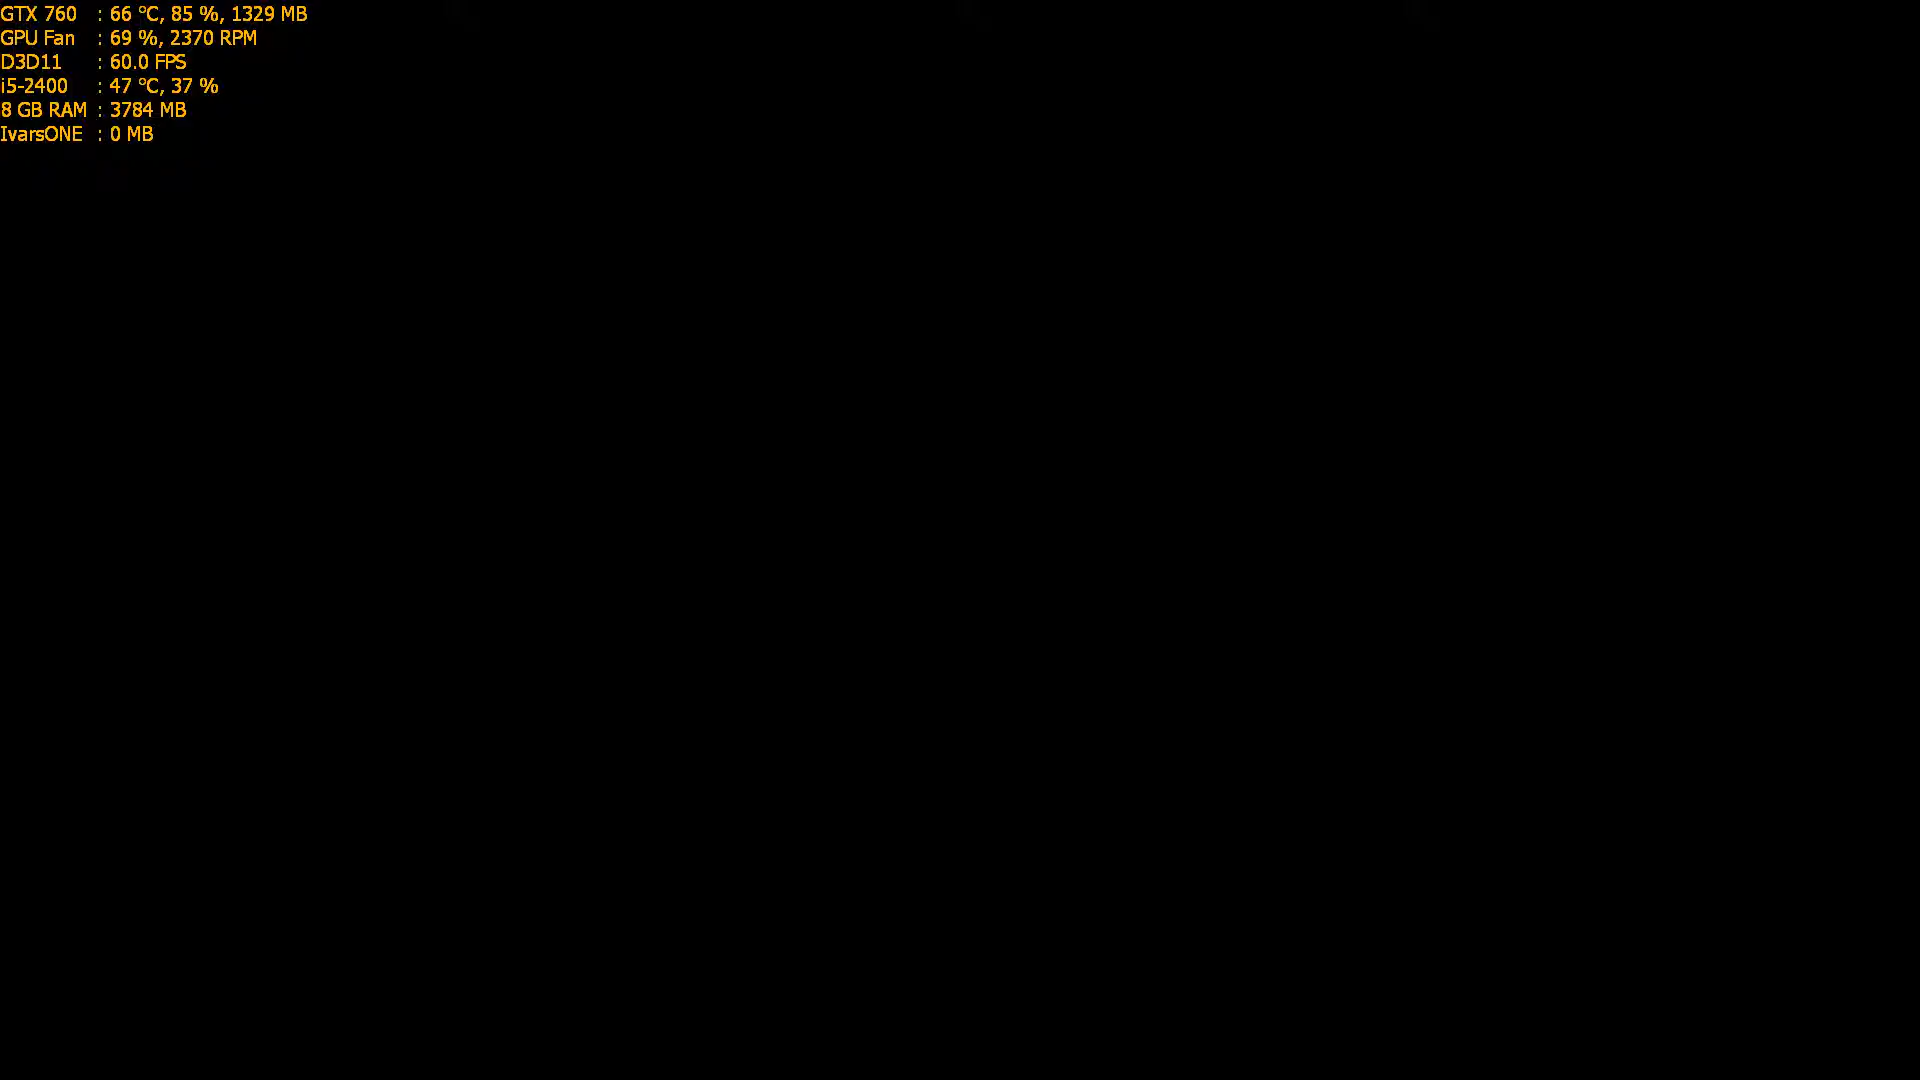 GTX 760 : 66 °C, 85 %, 1329 MB
GPU Fan : 69 %, 2370 RPM
D3D11 : 60.0 FPS
i5-2400 : 47 °C, 37 %
8 GB RAM : 3784 MB
IvarsONE : 0 MB